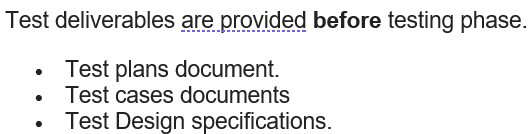 Test deliverables are provided before testing phase.
• Test plans document.
• Test cases documents
• Test Design specifications.